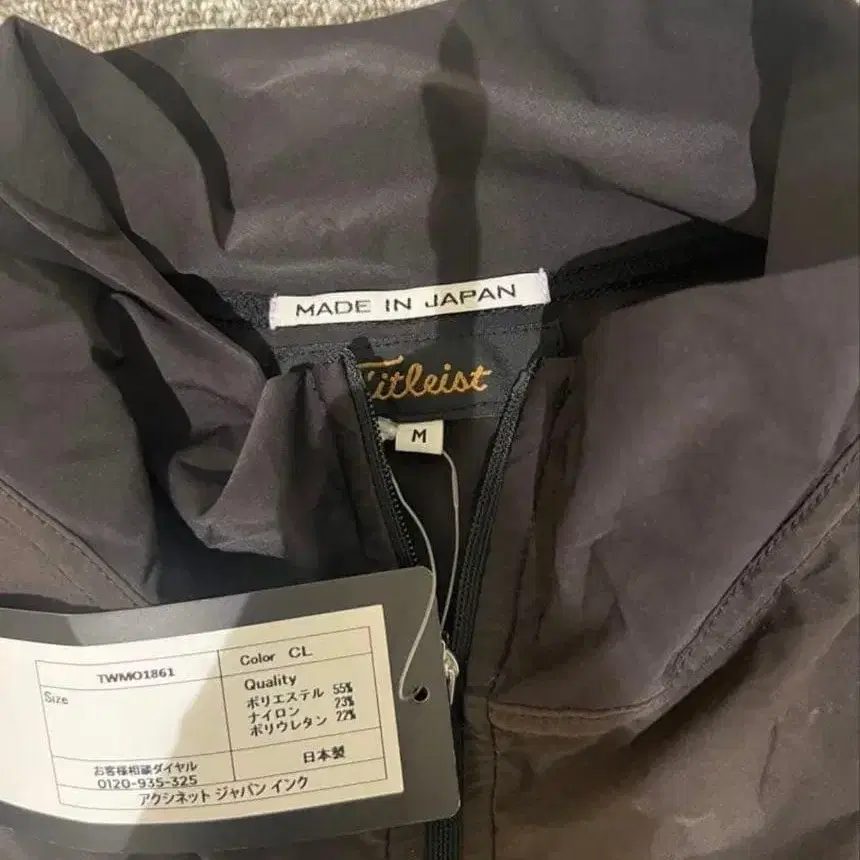 MADE IN JAPAN
Titleist
M
TWMO1861
Color CL
Size
Quality
ポリエステル 55%
ナイロン 23%
ポリウレタン 22%
日本製
お客様相談ダイヤル
0120-935-325
アクシネット ジャパン インク